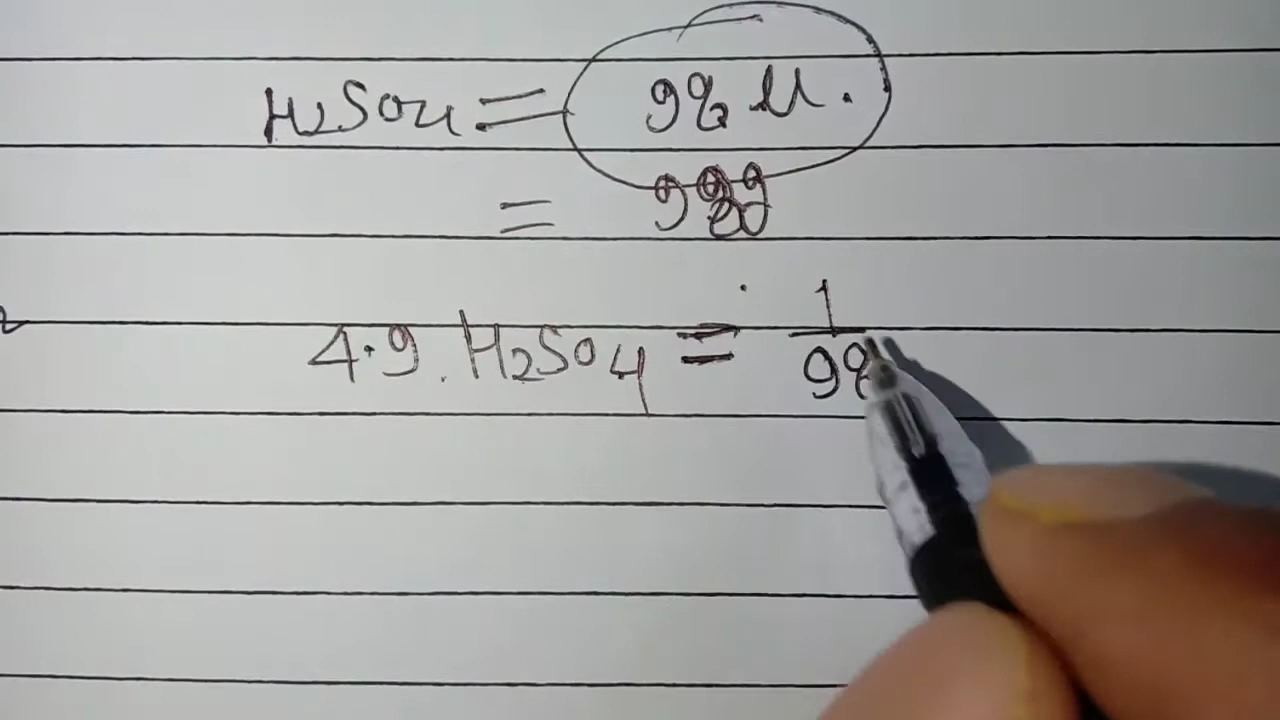 H2SO4 = 98 u.
= 98g
4.9. H2SO4 = 1/98